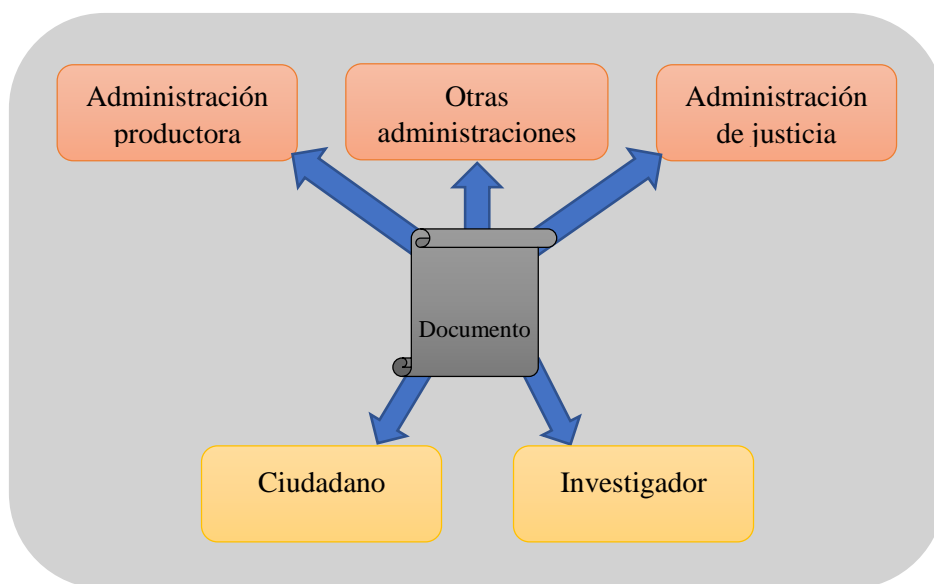 Administración
productora
Otras
administraciones
Administración
de justicia
Documento
Ciudadano
Investigador